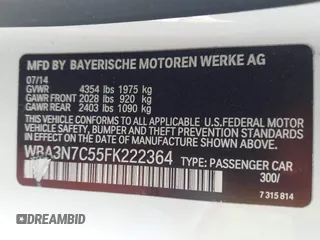 MFD BY BAYERISCHE MOTOREN WERKE AG
07/14
GVWR 4354 lbs 1975 kg
GAWR FRONT 2028 lbs 920 kg
GAWR REAR 2403 lbs 1090 kg
THIS VEHICLE CONFORMS TO ALL APPLICABLE U.S. FEDERAL MOTOR
VEHICLE SAFETY, BUMPER, AND THEFT PREVENTION STANDARDS IN
EFFECT ON THE DATE OF MANUFACTURE SHOWN ABOVE.
WBA3N7C55FK222364 TYPE: PASSENGER CAR
300/
7 315 814
DEALERSCOPE